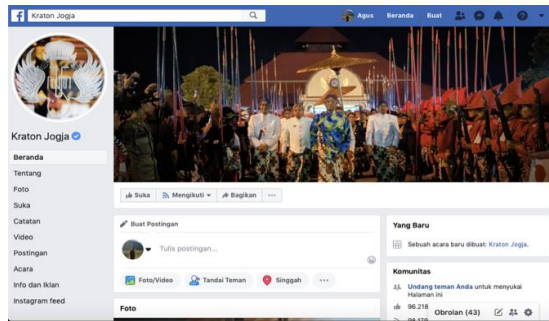 Kraton Jogja
Agus Beranda Buat
Kraton Jogja
Beranda
Tentang
Foto
Suka
Catatan
Video
Postingan
Acara
Info dan Iklan
Instagram feed
Suka Mengikuti Bagikan
Buat Postingan
Tulis postingan...
Foto/Video Tandai Teman Singgah
Foto
Yang Baru
Sebuah acara baru dibuat: Kraton Jogja.
Komunitas
Undang teman Anda untuk menyukai
Halaman ini
96.218
Obrolan (43)